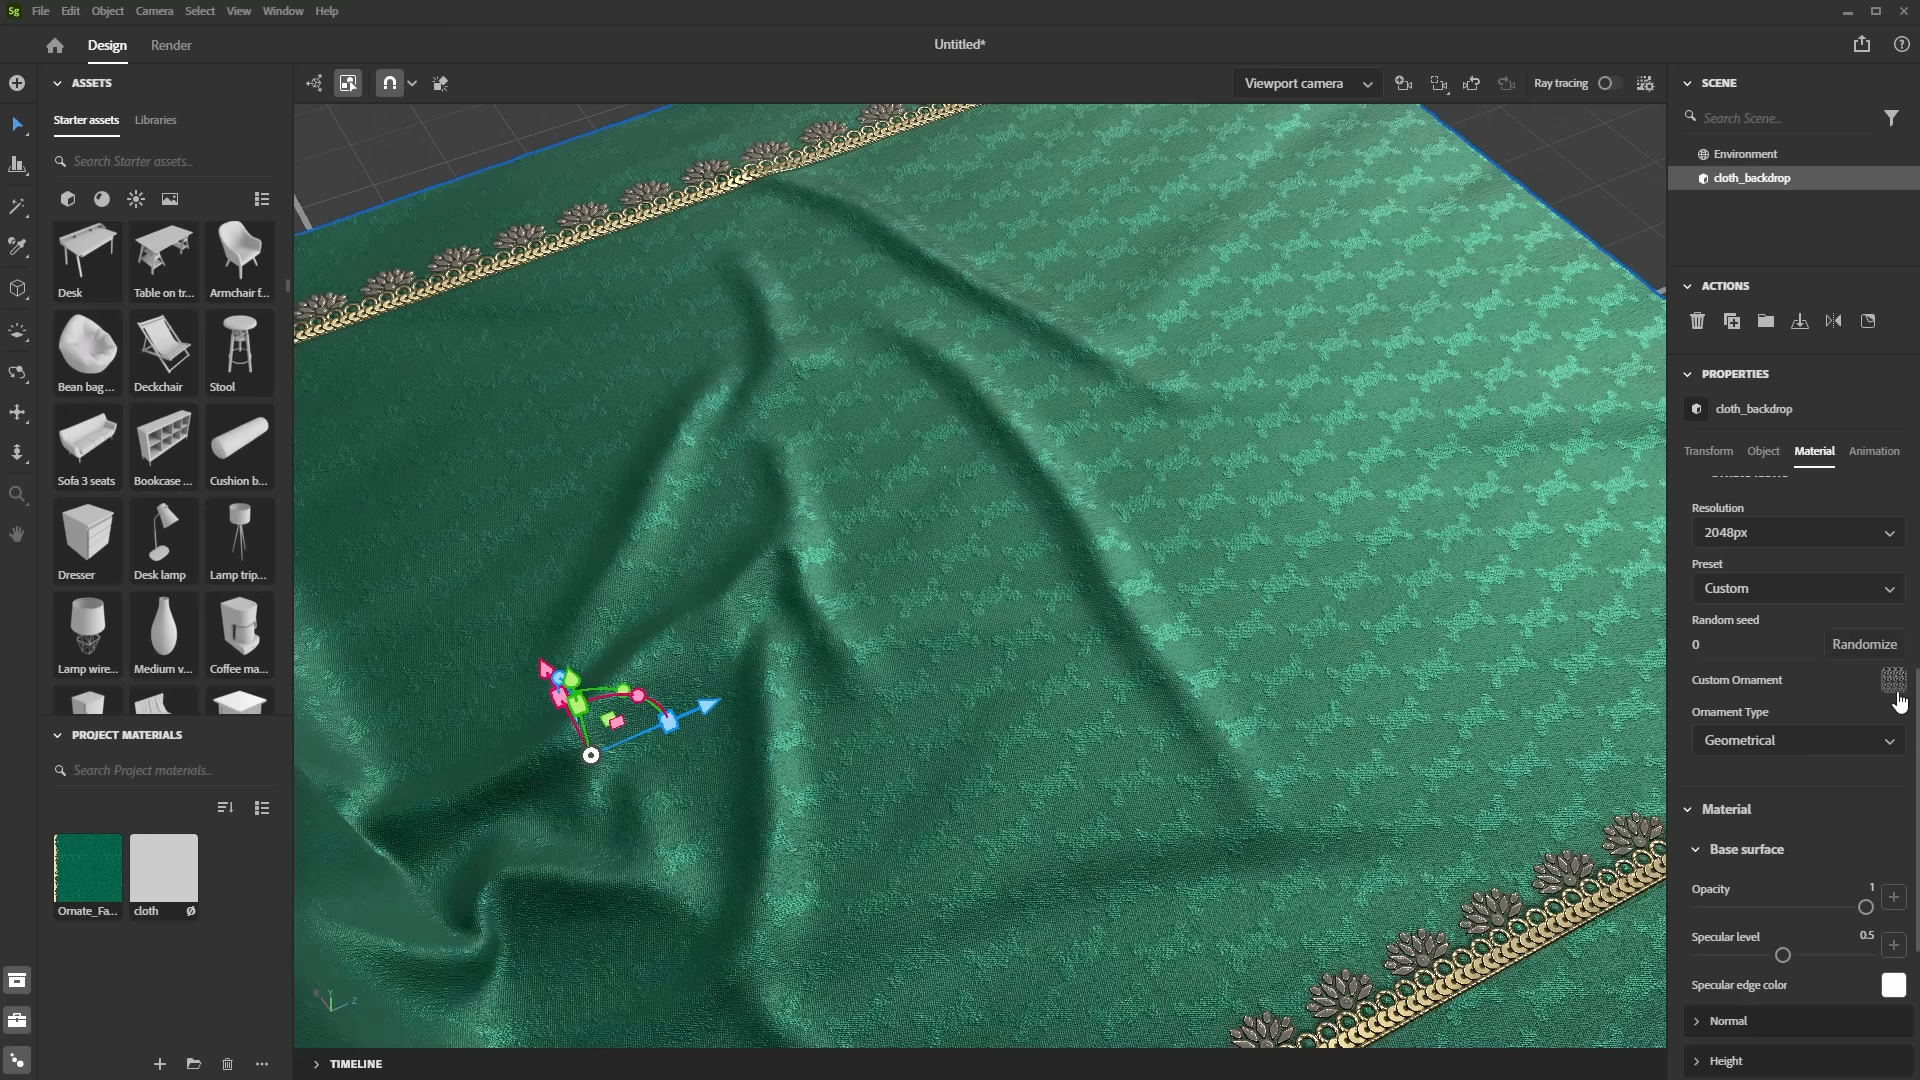 Sg File Edit Object Camera Select View Window Help
Design Render
Untitled*
ASSETS
Starter assets Libraries
Search Starter assets...
Desk Table on tr... Armchair f...
Bean bag ... Deckchair Stool
Sofa 3 seats Bookcase ... Cushion b...
Dresser Desk lamp Lamp trip...
Lamp wire... Medium v... Coffee ma...
PROJECT MATERIALS
Search Project materials...
Ornate_Fa... cloth
Viewport camera
Ray tracing
X Y Z
TIMELINE
SCENE
Search Scene...
Environment
cloth_backdrop
ACTIONS
PROPERTIES
cloth_backdrop
Transform Object Material Animation
Resolution
2048px
Preset
Custom
Random seed
0 Randomize
Custom Ornament
Ornament Type
Geometrical
Material
Base surface
Opacity 1
Specular level 0.5
Specular edge color
Normal
Height